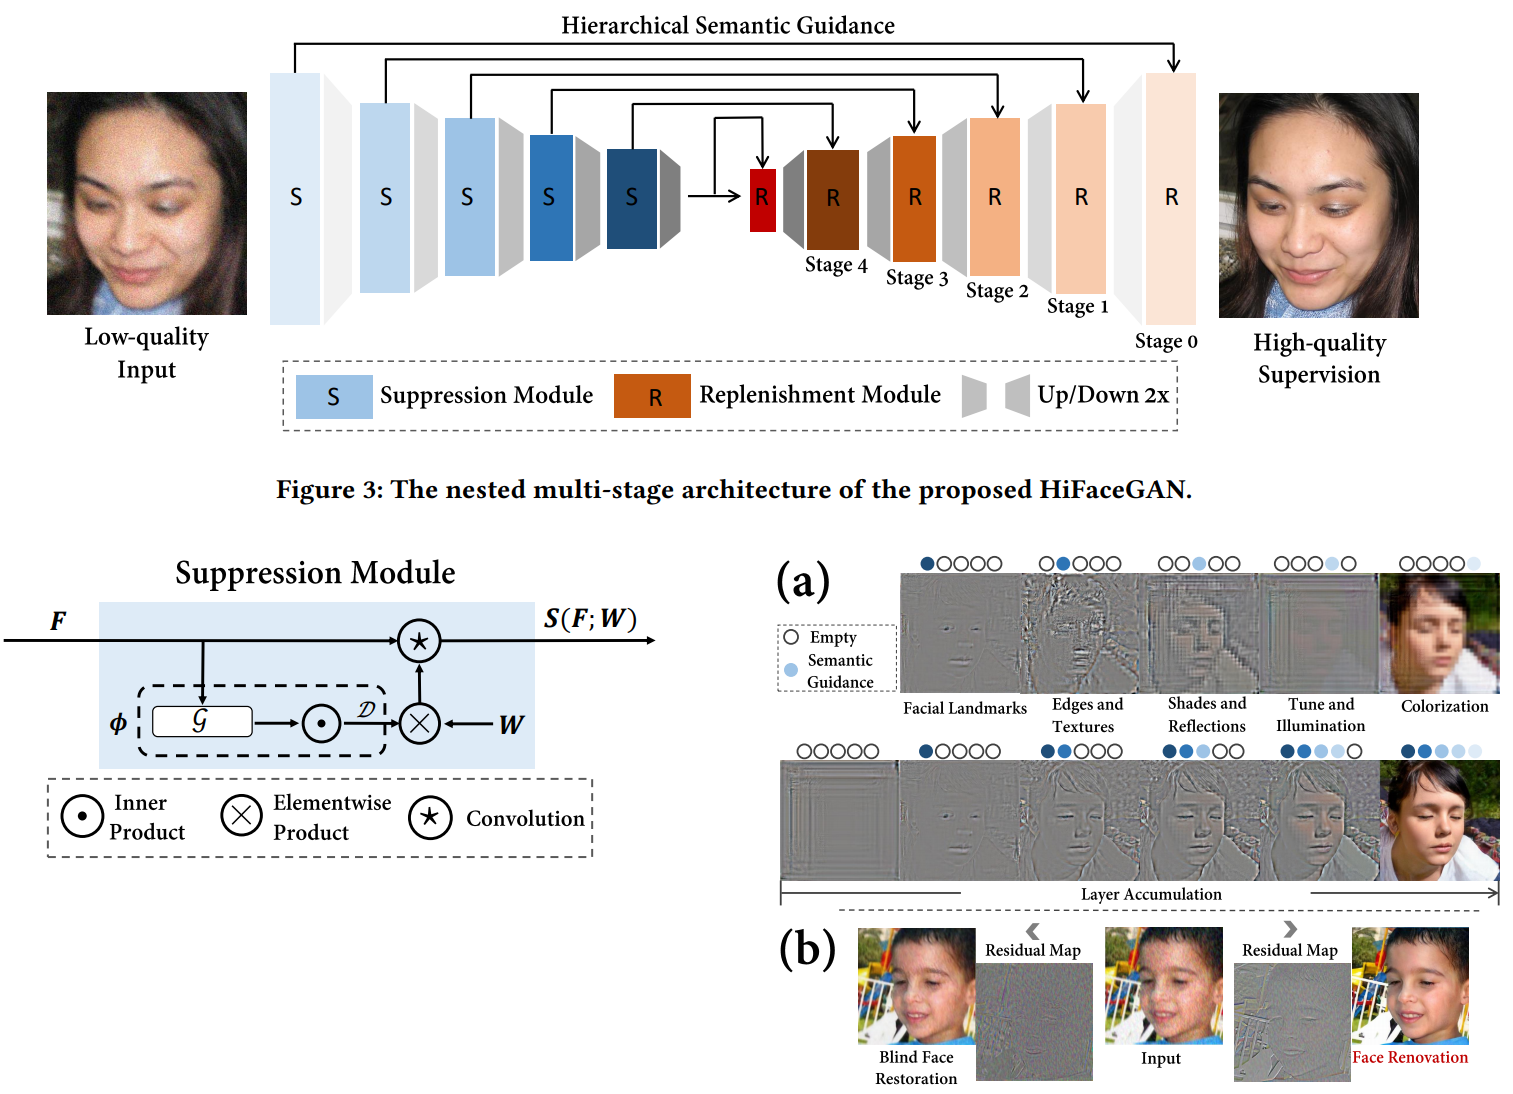 Hierarchical Semantic Guidance
S
S
S
S
S
R
R
R
R
R
R
Stage 4
Stage 3
Stage 2
Stage 1
Stage 0
Low-quality
Input
High-quality
Supervision
S
Suppression Module
R
Replenishment Module
Up/Down 2x
Figure 3: The nested multi-stage architecture of the proposed HiFaceGAN.
Suppression Module
F
S(F; W)
ϕ
𝒢
𝒟
W
Inner
Product
Elementwise
Product
Convolution
(a)
Empty
Semantic
Guidance
Facial Landmarks
Edges and
Textures
Shades and
Reflections
Tune and
Illumination
Colorization
Layer Accumulation
(b)
Residual Map
Residual Map
Blind Face
Restoration
Input
Face Renovation